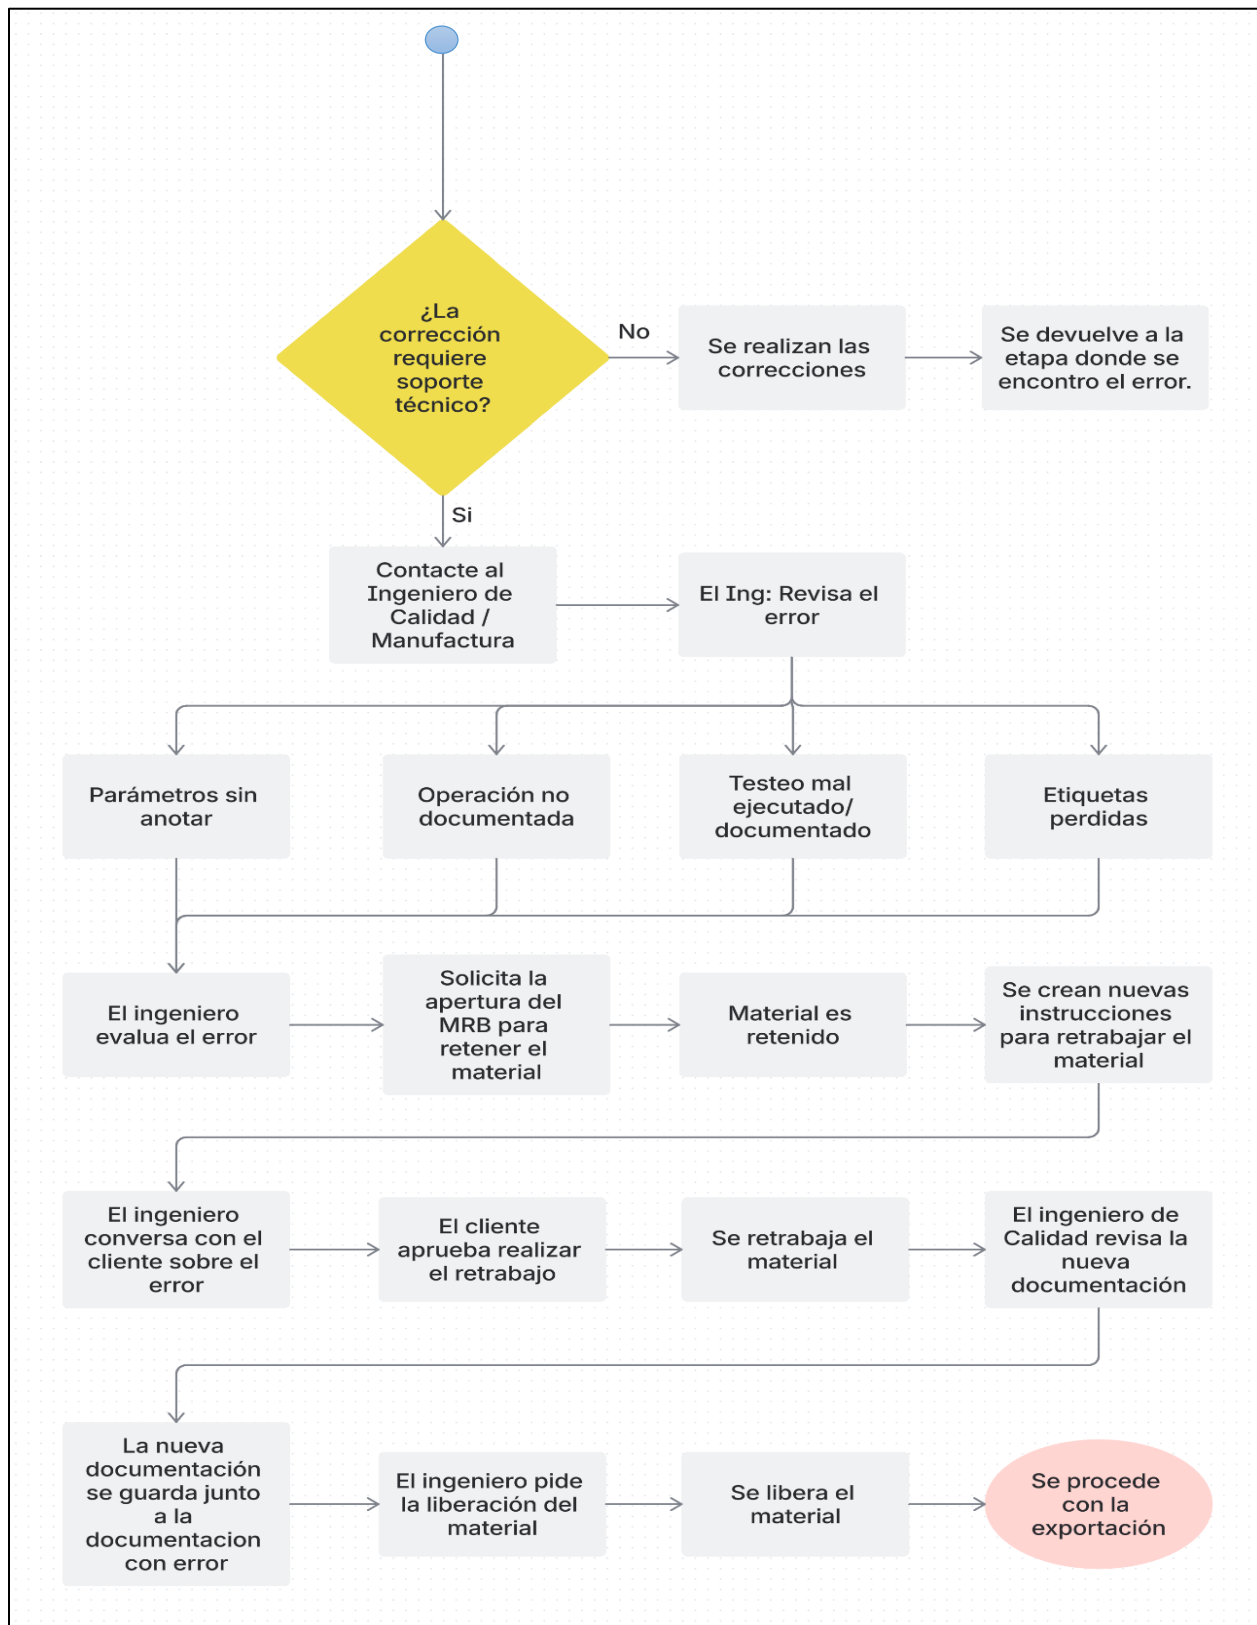 ¿La
corrección
requiere
soporte
técnico?
No
Se realizan las
correcciones
Se devuelve a la
etapa donde se
encontro el error.
Si
Contacte al
Ingeniero de
Calidad /
Manufactura
El Ing: Revisa el
error
Parámetros sin
anotar
Operación no
documentada
Testeo mal
ejecutado/
documentado
Etiquetas
perdidas
El ingeniero
evalua el error
Solicita la
apertura del
MRB para
retener el
material
Material es
retenido
Se crean nuevas
instrucciones
para retrabajar el
material
El ingeniero
conversa con el
cliente sobre el
error
El cliente
aprueba realizar
el retrabajo
Se retrabaja el
material
El ingeniero de
Calidad revisa la
nueva
documentación
La nueva
documentación
se guarda junto
a la
documentacion
con error
El ingeniero pide
la liberación del
material
Se libera el
material
Se procede
con la
exportación